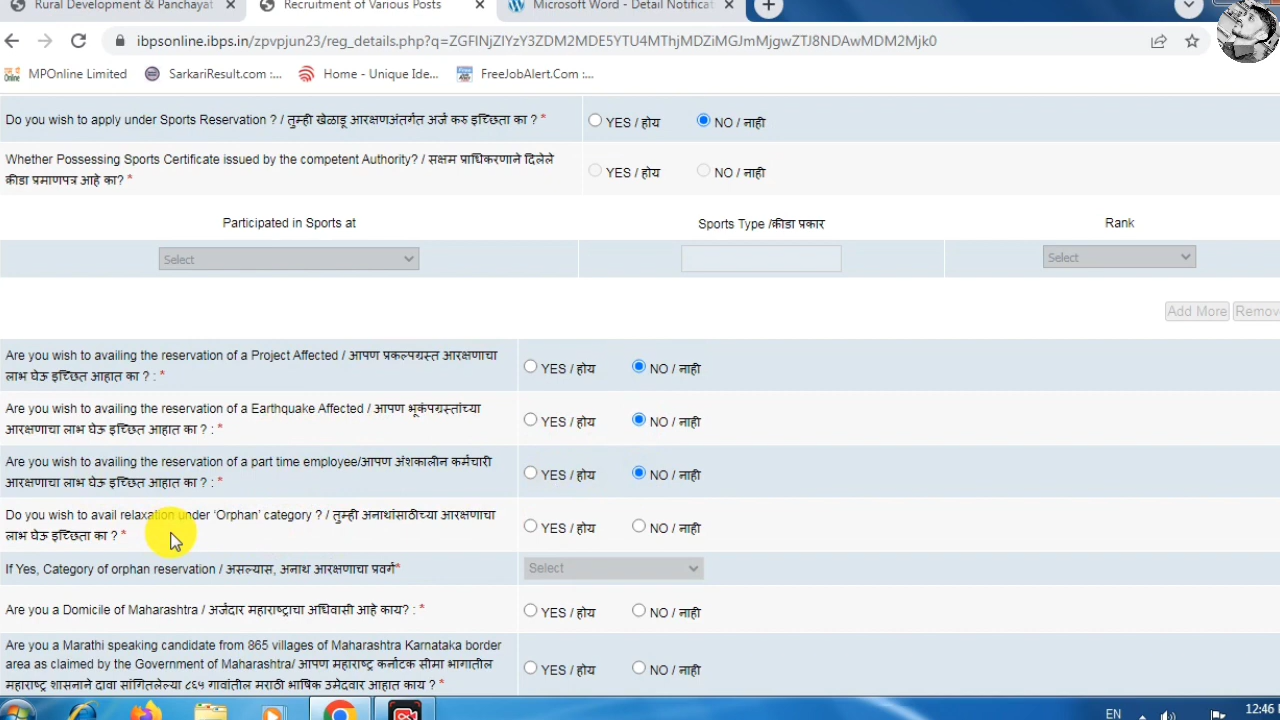 Rural Development & Panchayat
Recruitment of Various Posts
Microsoft Word - Detail Notificat
ibpsonline.ibps.in/zpvpjun23/reg_details.php?q=ZGFlNjZlYzY3ZDM2MDE5YTU4MThjMDZiMGJmMjgwZTJ8NDAwMDM2Mjk0
MPOnline Limited
SarkariResult.com :...
Home - Unique Ide...
FreeJobAlert.Com :...
Do you wish to apply under Sports Reservation ? / तुम्ही खेळाडू आरक्षणअंतर्गत अर्ज करु इच्छिता का ? * YES / होय NO / नाही
Whether Possessing Sports Certificate issued by the competent Authority? / सक्षम प्राधिकरणाने दिलेले
क्रीडा प्रमाणपत्र आहे का? * YES / होय NO / नाही
Participated in Sports at Sports Type /क्रीडा प्रकार Rank
Select Select
Add More Remov
Are you wish to availing the reservation of a Project Affected / आपण प्रकल्पग्रस्त आरक्षणाचा
लाभ घेऊ इच्छित आहात का ? : * YES / होय NO / नाही
Are you wish to availing the reservation of a Earthquake Affected / आपण भूकंपग्रस्तांच्या
आरक्षणाचा लाभ घेऊ इच्छित आहात का ? : * YES / होय NO / नाही
Are you wish to availing the reservation of a part time employee/आपण अंशकालीन कर्मचारी
आरक्षणाचा लाभ घेऊ इच्छित आहात का ? : * YES / होय NO / नाही
Do you wish to avail relaxation under ‘Orphan’ category ? / तुम्ही अनाथांसाठीच्या आरक्षणाचा
लाभ घेऊ इच्छिता का ? * YES / होय NO / नाही
If Yes, Category of orphan reservation / असल्यास, अनाथ आरक्षणाचा प्रवर्ग* Select
Are you a Domicile of Maharashtra / अर्जदार महाराष्ट्राचा अधिवासी आहे काय? : * YES / होय NO / नाही
Are you a Marathi speaking candidate from 865 villages of Maharashtra Karnataka border
area as claimed by the Government of Maharashtra/ आपण महाराष्ट्र कर्नाटक सीमा भागातील
महाराष्ट्र शासनाने दावा सांगितलेल्या ८६५ गावांतील मराठी भाषिक उमेदवार आहात काय ? * YES / होय NO / नाही
EN 12:46